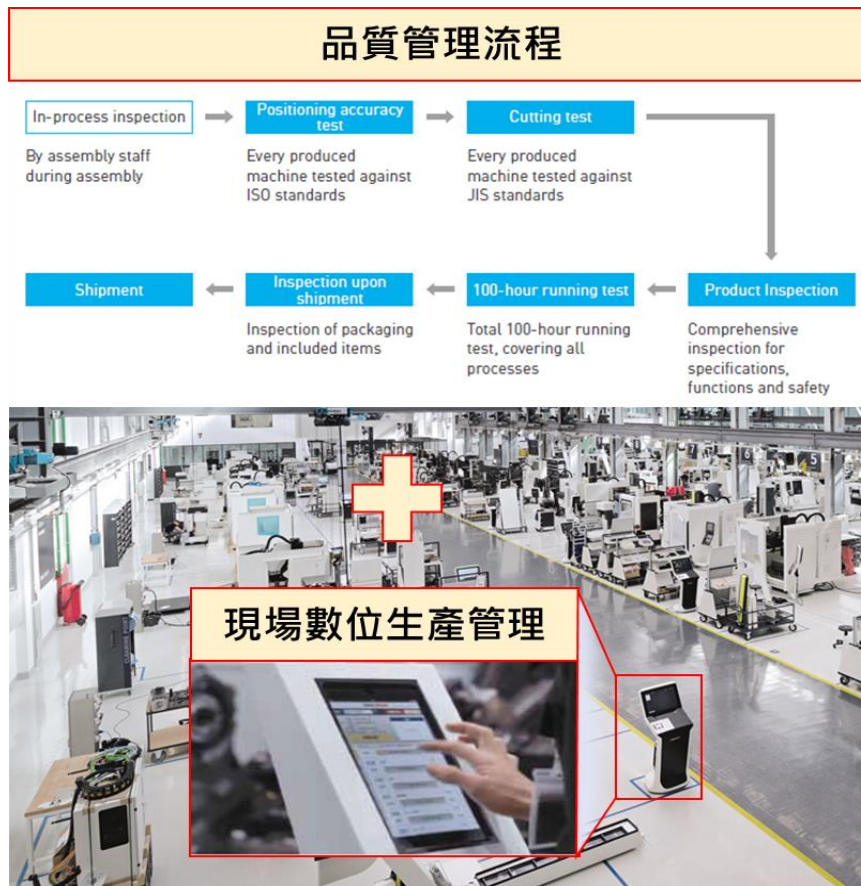 品質管理流程
In-process inspection
By assembly staff
during assembly
Positioning accuracy
test
Every produced
machine tested against
ISO standards
Cutting test
Every produced
machine tested against
JIS standards
Product Inspection
Comprehensive
inspection for
specifications,
functions and safety
100-hour running test
Total 100-hour running
test, covering all
processes
Inspection upon
shipment
Inspection of packaging
and included items
Shipment
7
6
5
現場數位生產管理